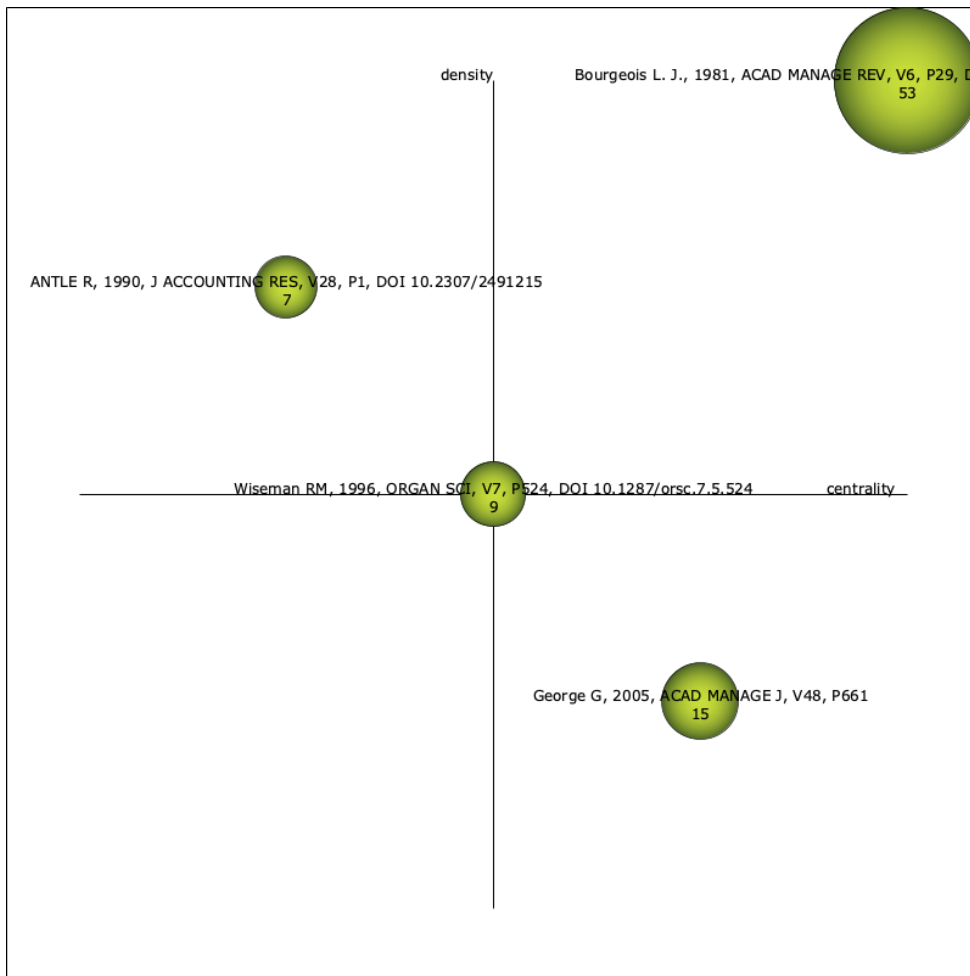 density
Bourgeois L. J., 1981, ACAD MANAGE REV, V6, P29, D
53
ANTLE R, 1990, J ACCOUNTING RES, V28, P1, DOI 10.2307/2491215
7
Wiseman RM, 1996, ORGAN SCI, V7, P524, DOI 10.1287/orsc.7.5.524
centrality
9
George G, 2005, ACAD MANAGE J, V48, P661
15